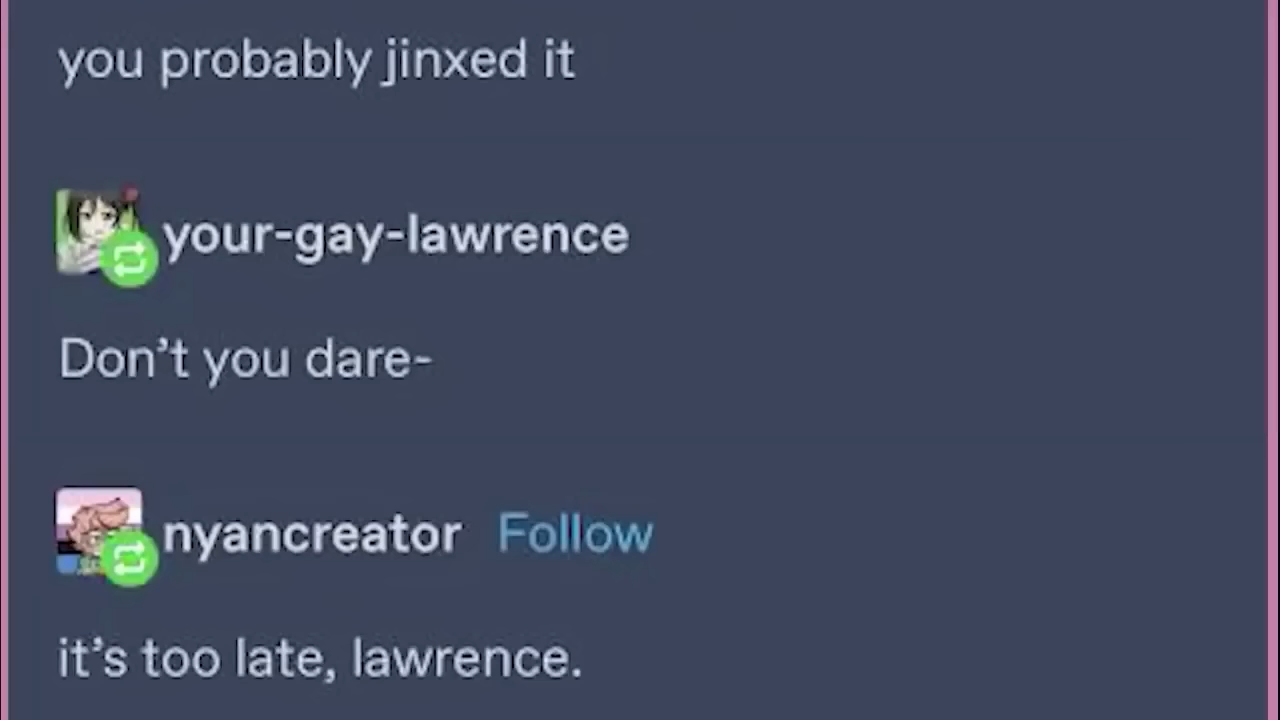 you probably jinxed it
your-gay-lawrence
Don’t you dare-
nyancreator Follow
it’s too late, lawrence.